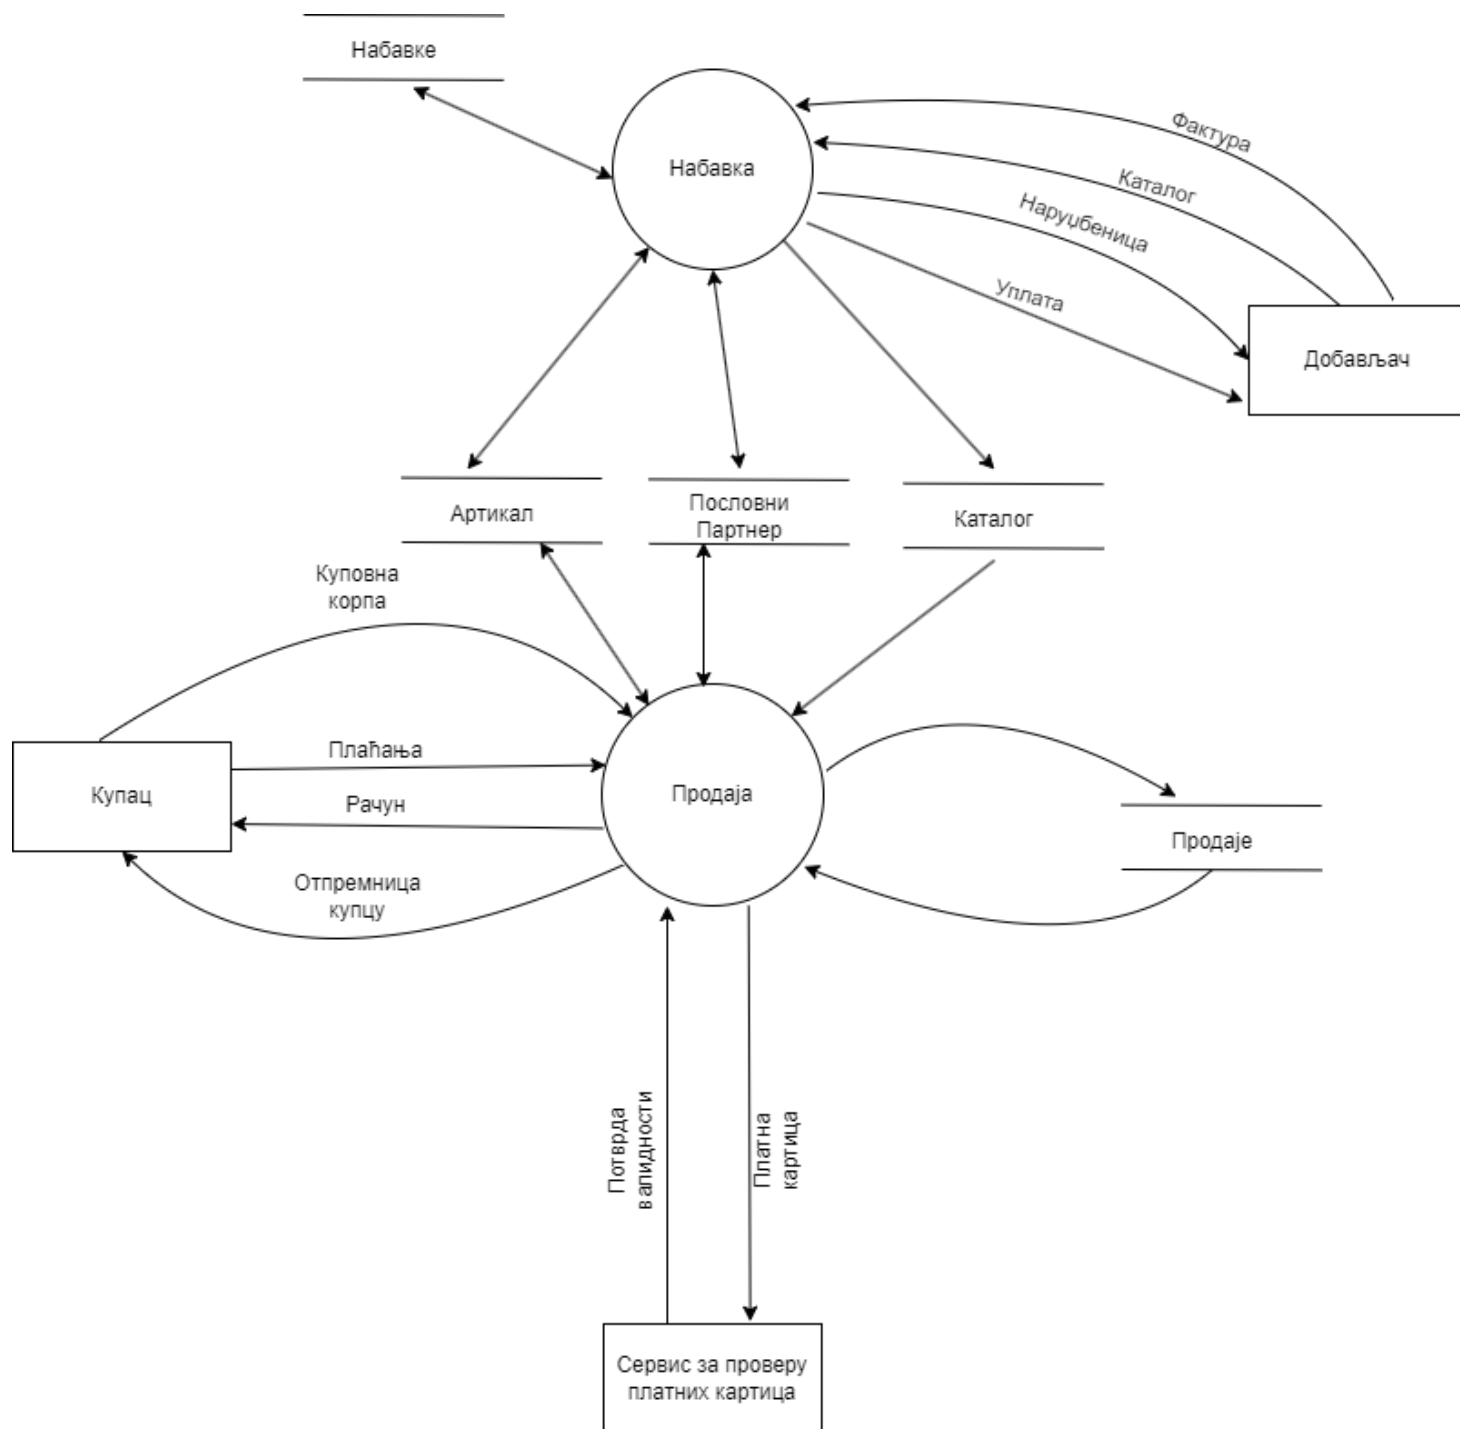 Набавке
Набавка
Фактура
Каталог
Наруџбеница
Уплата
Добављач
Артикал
Пословни
Партнер
Каталог
Куповна
корпа
Плаћања
Купац
Рачун
Продаја
Отпремница
купцу
Продаје
Потврда
валидности
Платна
картица
Сервис за проверу
платних картица